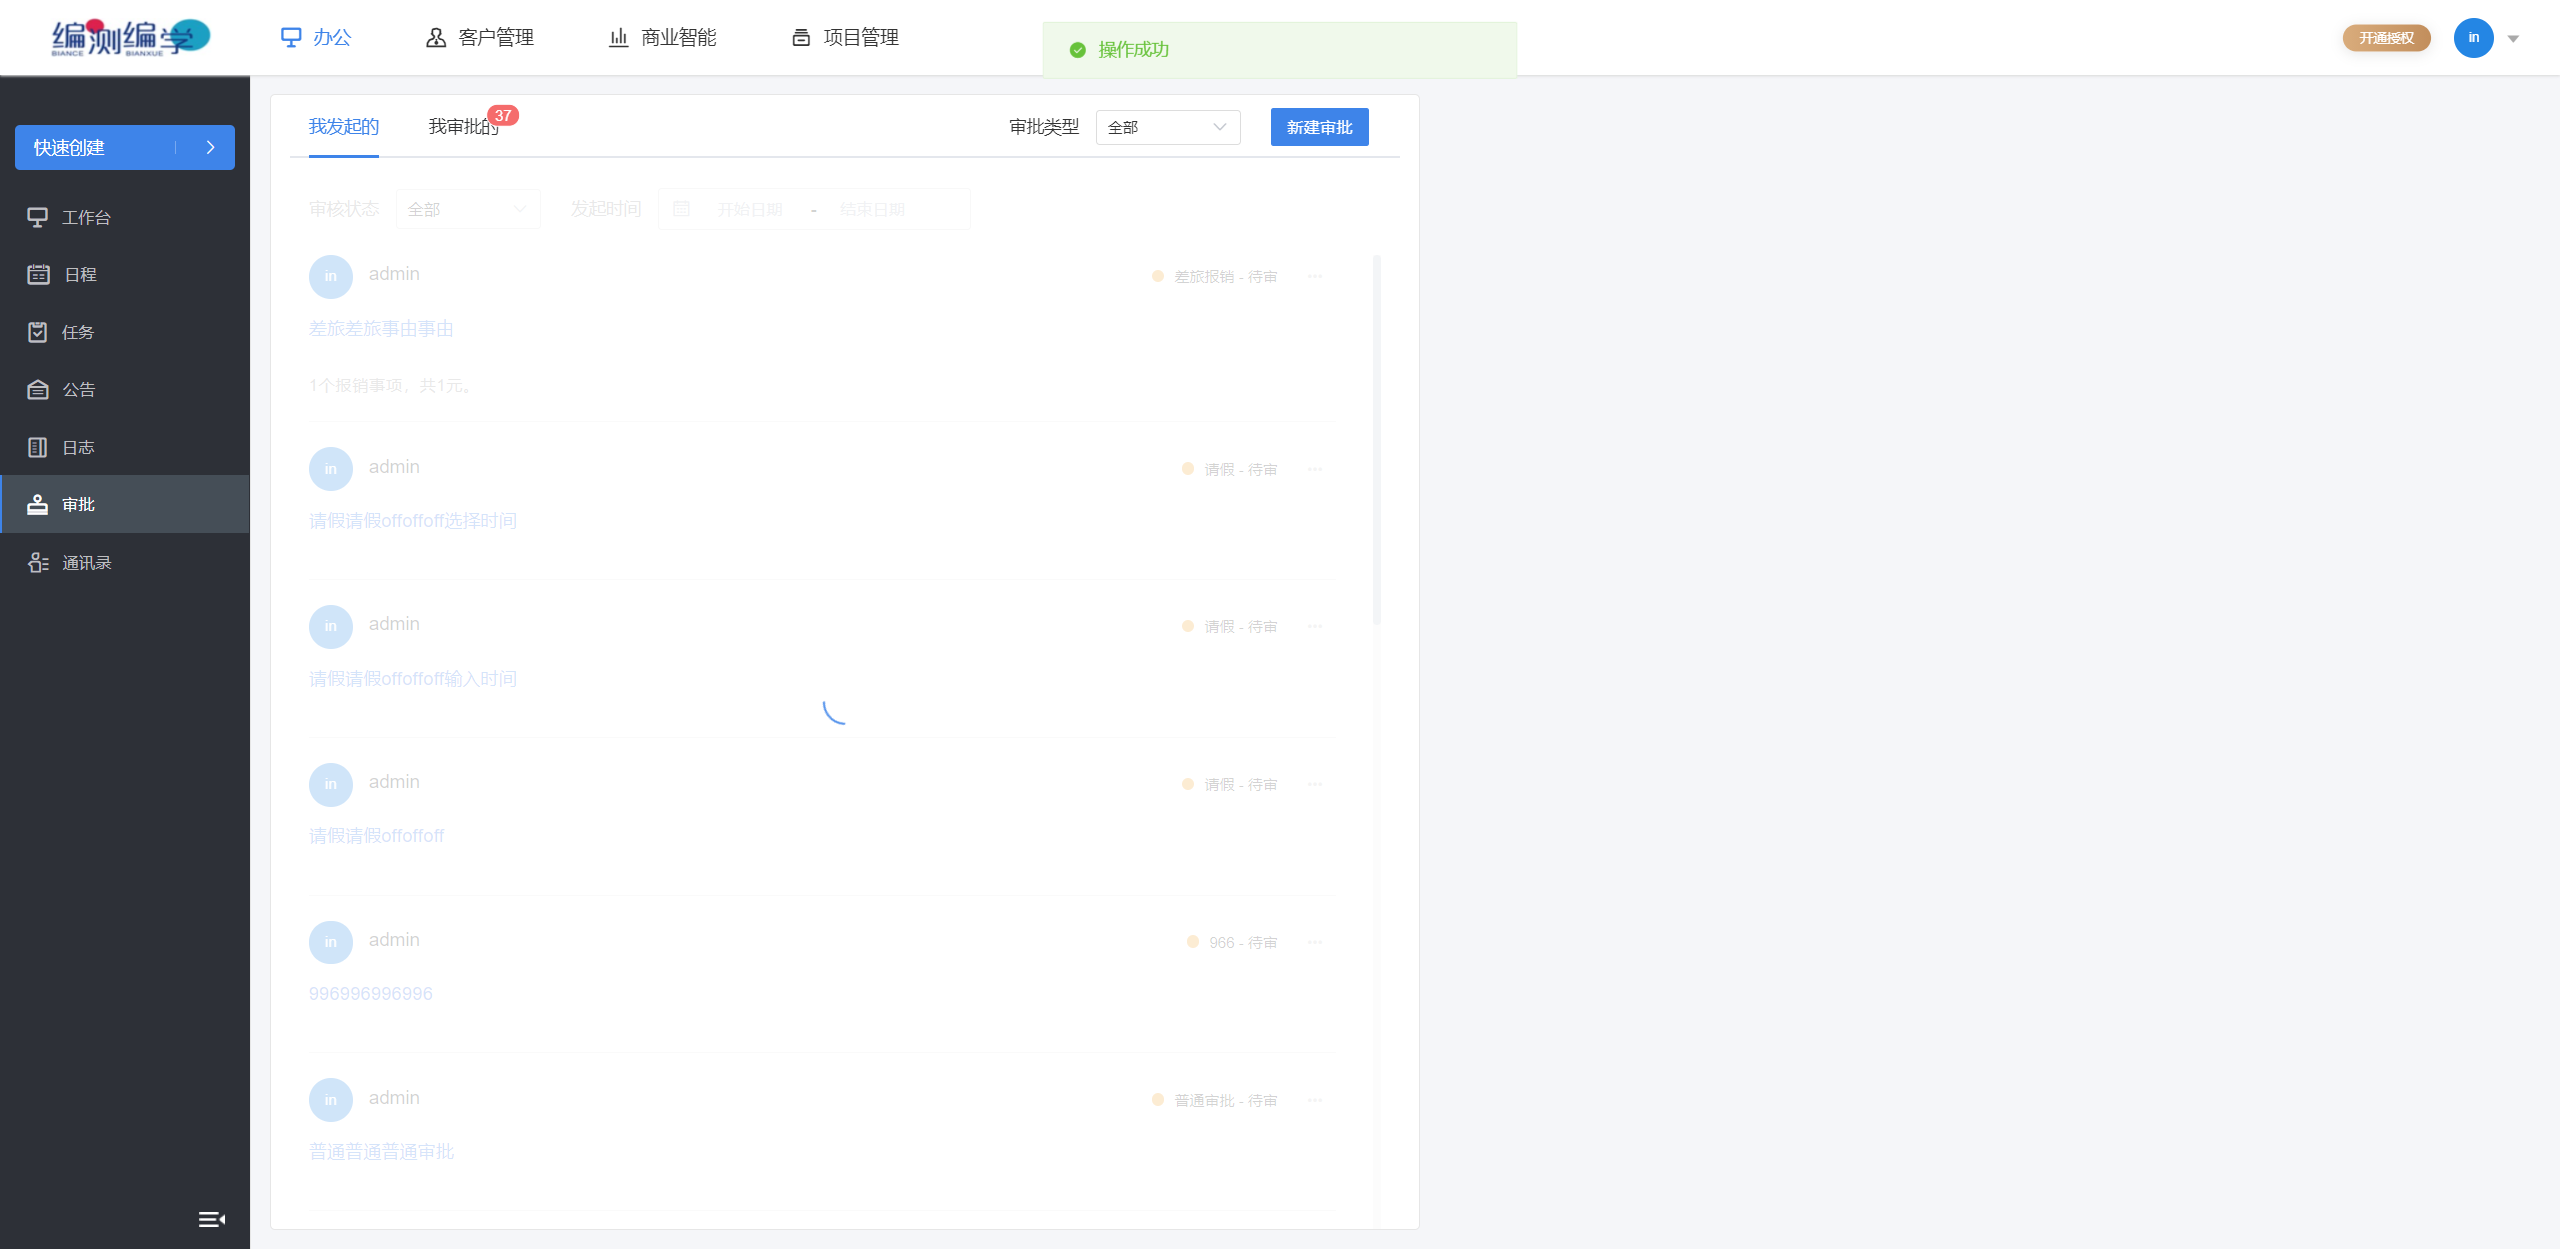 编测编学
BIANCE BIANXUE
办公
客户管理
商业智能
项目管理
操作成功
开通授权
in
快速创建
工作台
日程
任务
公告
日志
审批
通讯录
我发起的
我审批的
37
审批类型
全部
新建审批
审核状态
全部
发起时间
开始日期 - 结束日期
in
admin
差旅报销 - 待审
差旅差旅事由事由
1个报销事项，共1元。
in
admin
请假 - 待审
请假请假offoffoff选择时间
in
admin
请假 - 待审
请假请假offoffoff输入时间
in
admin
请假 - 待审
请假请假offoffoff
in
admin
966 - 待审
996996996996
in
admin
普通审批 - 待审
普通普通普通审批